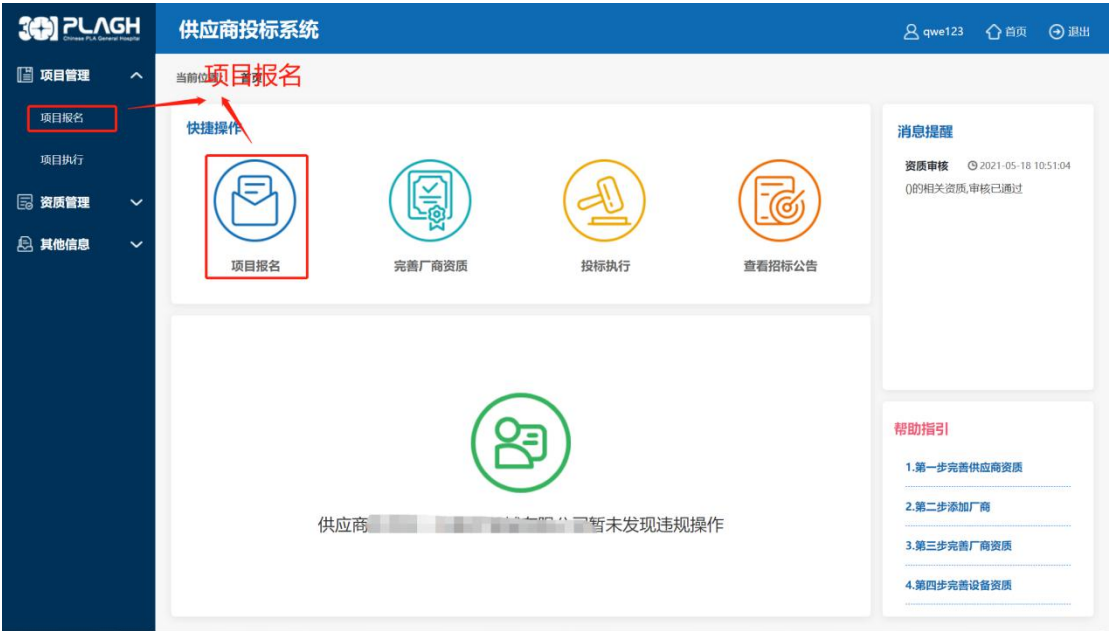 301 PLAGH
Chinese PLA General Hospital
供应商投标系统
qwe123 首页 退出
项目管理
项目报名
项目执行
资质管理
其他信息
当前位置: 首页
项目报名
快捷操作
项目报名
完善厂商资质
投标执行
查看招标公告
消息提醒
资质审核 2021-05-18 10:51:04
()的相关资质,审核已通过
供应商 暂未发现违规操作
帮助指引
1.第一步完善供应商资质
2.第二步添加厂商
3.第三步完善厂商资质
4.第四步完善设备资质